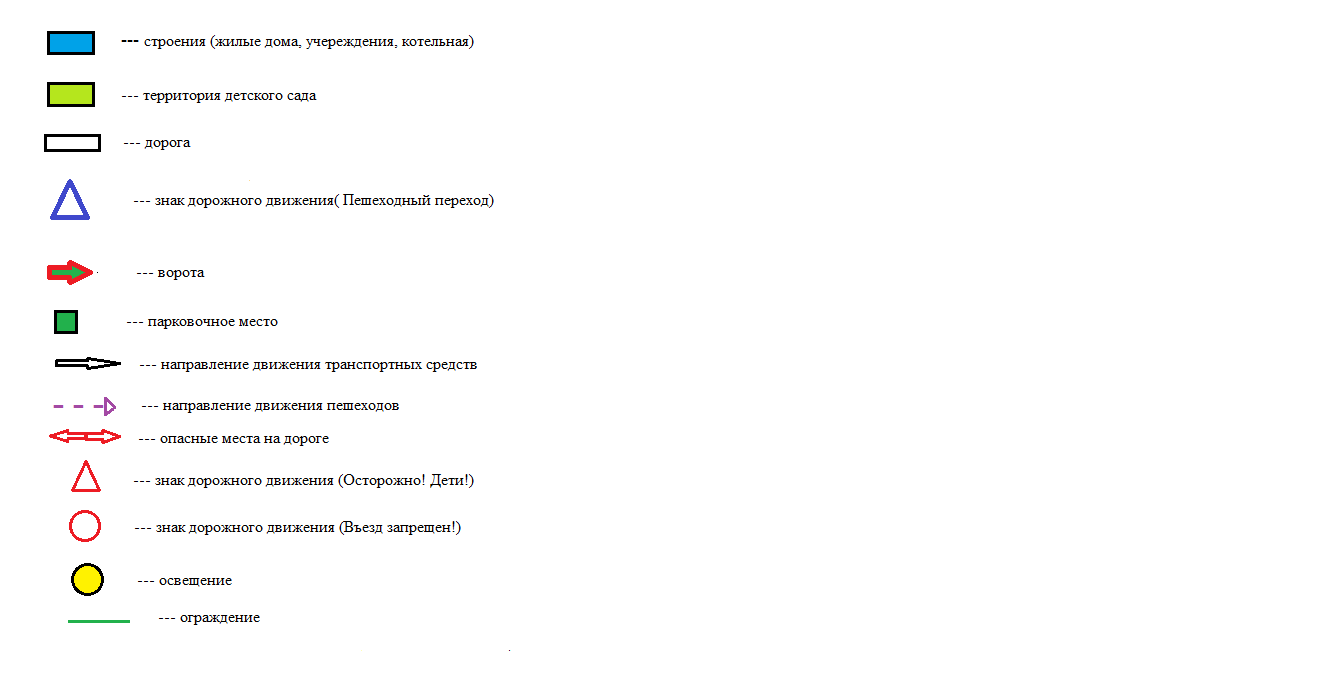 --- строения (жилые дома, учереждения, котельная)
--- территория детского сада
--- дорога
--- знак дорожного движения( Пешеходный переход)
--- ворота
--- парковочное место
--- направление движения транспортных средств
--- направление движения пешеходов
--- опасные места на дороге
--- знак дорожного движения (Осторожно! Дети!)
--- знак дорожного движения (Въезд запрещен!)
--- освещение
--- ограждение